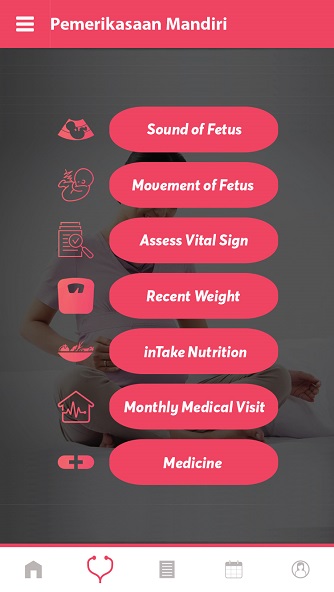 Pemerikasaan Mandiri
Sound of Fetus
Movement of Fetus
Assess Vital Sign
Recent Weight
inTake Nutrition
Monthly Medical Visit
Medicine